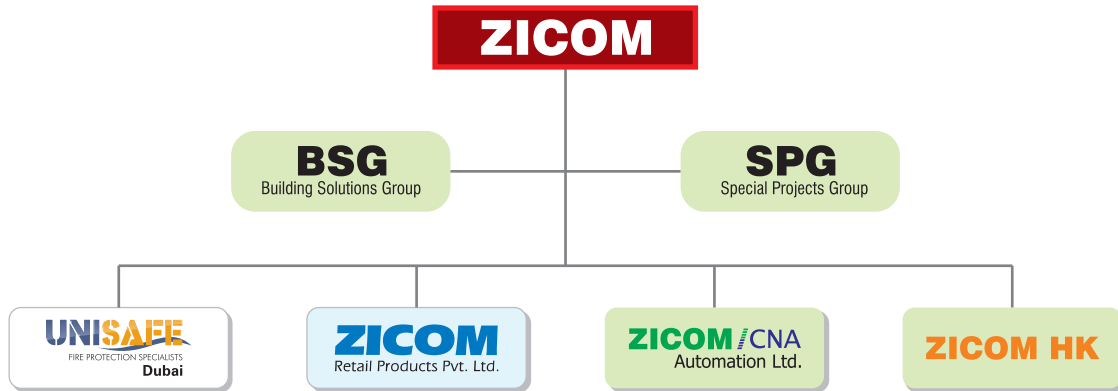 ZICOM
BSG
Building Solutions Group
SPG
Special Projects Group
UNISAFE
FIRE PROTECTION SPECIALISTS
Dubai
ZICOM
Retail Products Pvt. Ltd.
ZICOM/CNA
Automation Ltd.
ZICOM HK